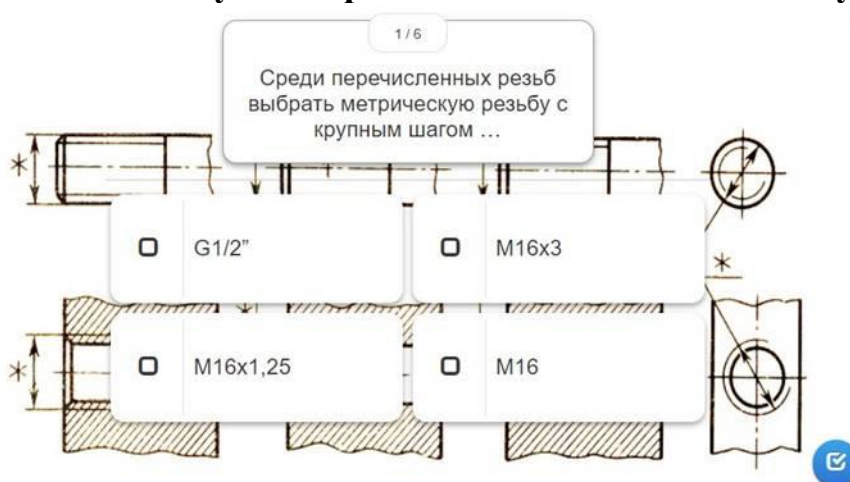 1 / 6
Среди перечисленных резьб
выбрать метрическую резьбу с
крупным шагом ...
G1/2”
M16x3
M16x1,25
M16